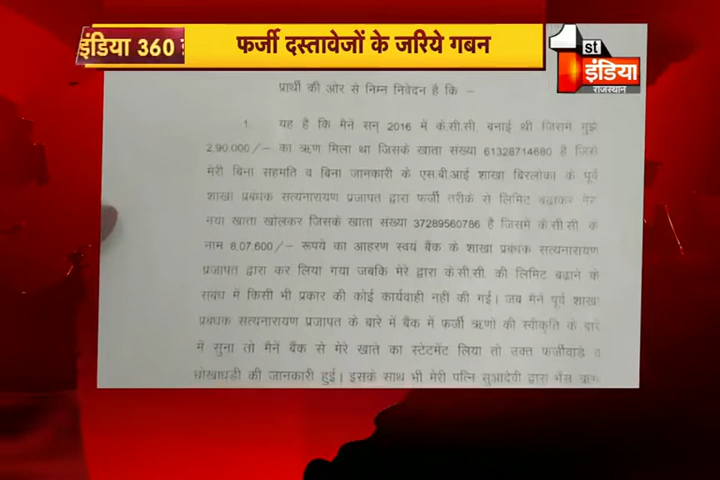 इंडिया 360
फर्जी दस्तावेजों के जरिये गबन
1st
इंडिया
राजस्थान
प्रार्थी की ओर से निम्न निवेदन है कि –
1. यह है कि मैने सन् 2016 में के.सी.सी. बनाई थी जिसमें मुझे
2,90,000/– का ऋण मिला था जिसके खाता संख्या 61328714680 है जिसे
मेरी बिना सहमति व बिना जानकारी के एस.बी.आई शाखा बिरलोका के पूर्व
शाखा प्रबंधक सत्यनारायण प्रजापत द्वारा फर्जी तरीके से लिमिट बढाकर मेरा
नया खाता खोलकर जिसके खाता संख्या 37289560786 है जिसमें के.सी.सी के
नाम 8,07,600/– रूपये का आहरण स्वयं बैंक के शाखा प्रबंधक सत्यनारायण
प्रजापत द्वारा कर लिया गया जबकि मेरे द्वारा के.सी.सी. की लिमिट बढाने के
संबंध में किसी भी प्रकार की कोई कार्यवाही नहीं की गई। जब मैनें पूर्व शाखा
प्रबंधक सत्यनारायण प्रजापत के बारे में बैंक में फर्जी ऋणों की स्वीकृति के बारे
में सुना तो मैनें बैंक से मेरे खाते का स्टेटमेंट लिया तो उक्त फर्जीवाडे व
धोखाधड़ी की जानकारी हुई। इसके साथ भी मेरी पत्नि सुआदेवी द्वारा भैंस ऋण